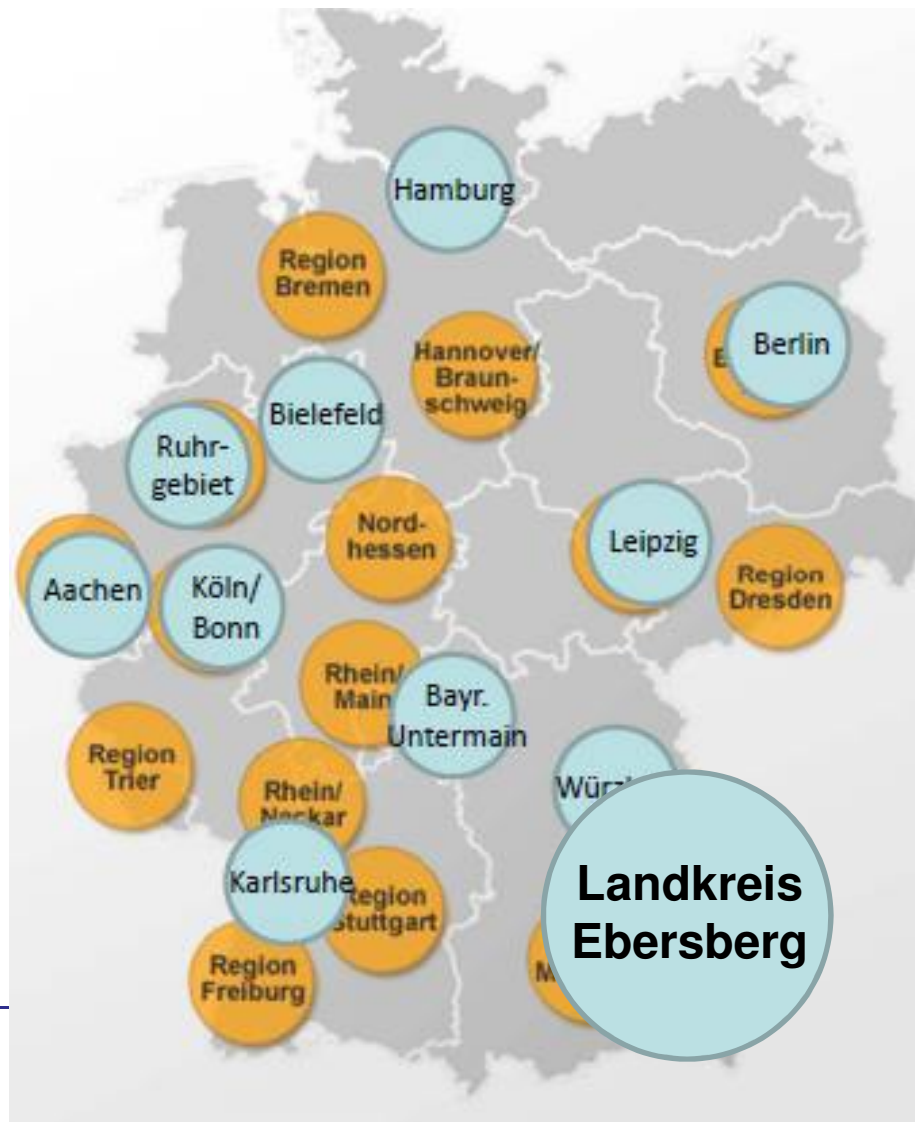 Hamburg
Region
Bremen
Hannover/
Braun-
schweig
Berlin
Bielefeld
Ruhr-
gebiet
Nord-
hessen
Leipzig
Region
Dresden
Aachen
Köln/
Bonn
Rhein/
Main
Bayr.
Untermain
Region
Trier
Rhein/
Neckar
Karlsruhe
Region
Stuttgart
Landkreis
Ebersberg
Region
Freiburg